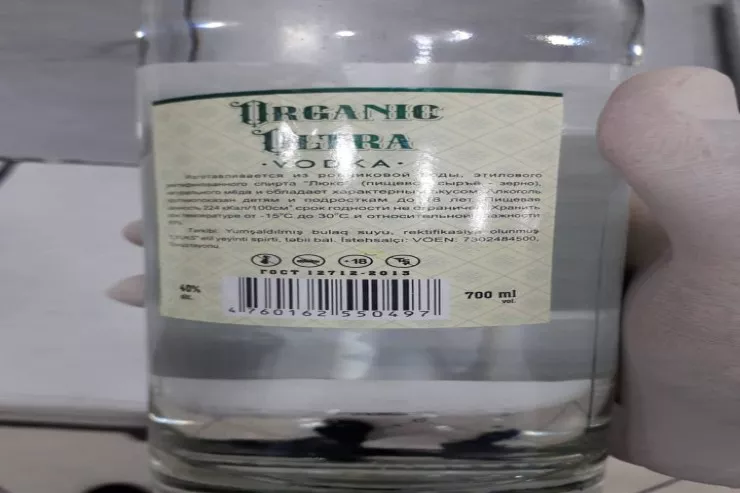 ORGANIC
ULTRA
·VODKA·
Изготавливается из родниковой воды, этилового
ректификованного спирта "Люкс" (пищевое сырьё - зерно),
натурального мёда и обладает характерным вкусом. Алкоголь
противопоказан детям и подросткам до 18 лет. Пищевая
ценность 224 кКал/100см³ срок годности не ограничен. Хранить
при температуре от -15°С до 30°С и относительной влажности
Tərkibi: Yumşaldılmış bulaq suyu, rektifikasiya olunmuş
"LYUKS" etil yeyinti spirti, təbii bal. İstehsalçı: VÖEN: 7302484500,
+18
ГОСТ 12712-2013
40%
alc.
700 ml
vol.
4 760162 550497